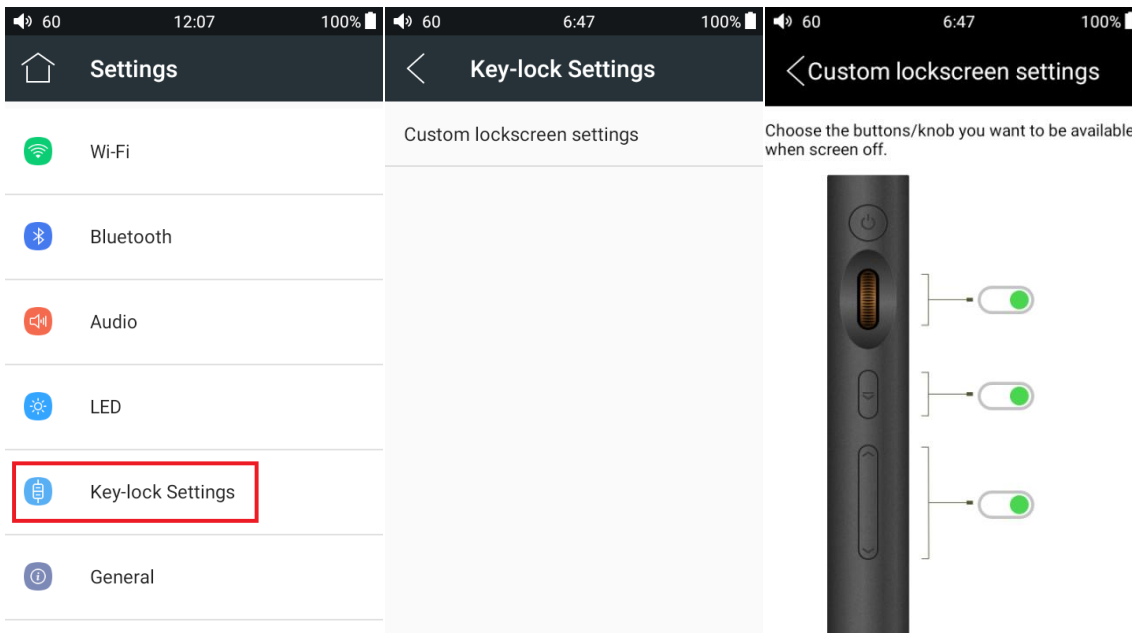 60 12:07 100%
Settings
Wi-Fi
Bluetooth
Audio
LED
Key-lock Settings
General
60 6:47 100%
Key-lock Settings
Custom lockscreen settings
60 6:47 100%
Custom lockscreen settings
Choose the buttons/knob you want to be available
when screen off.